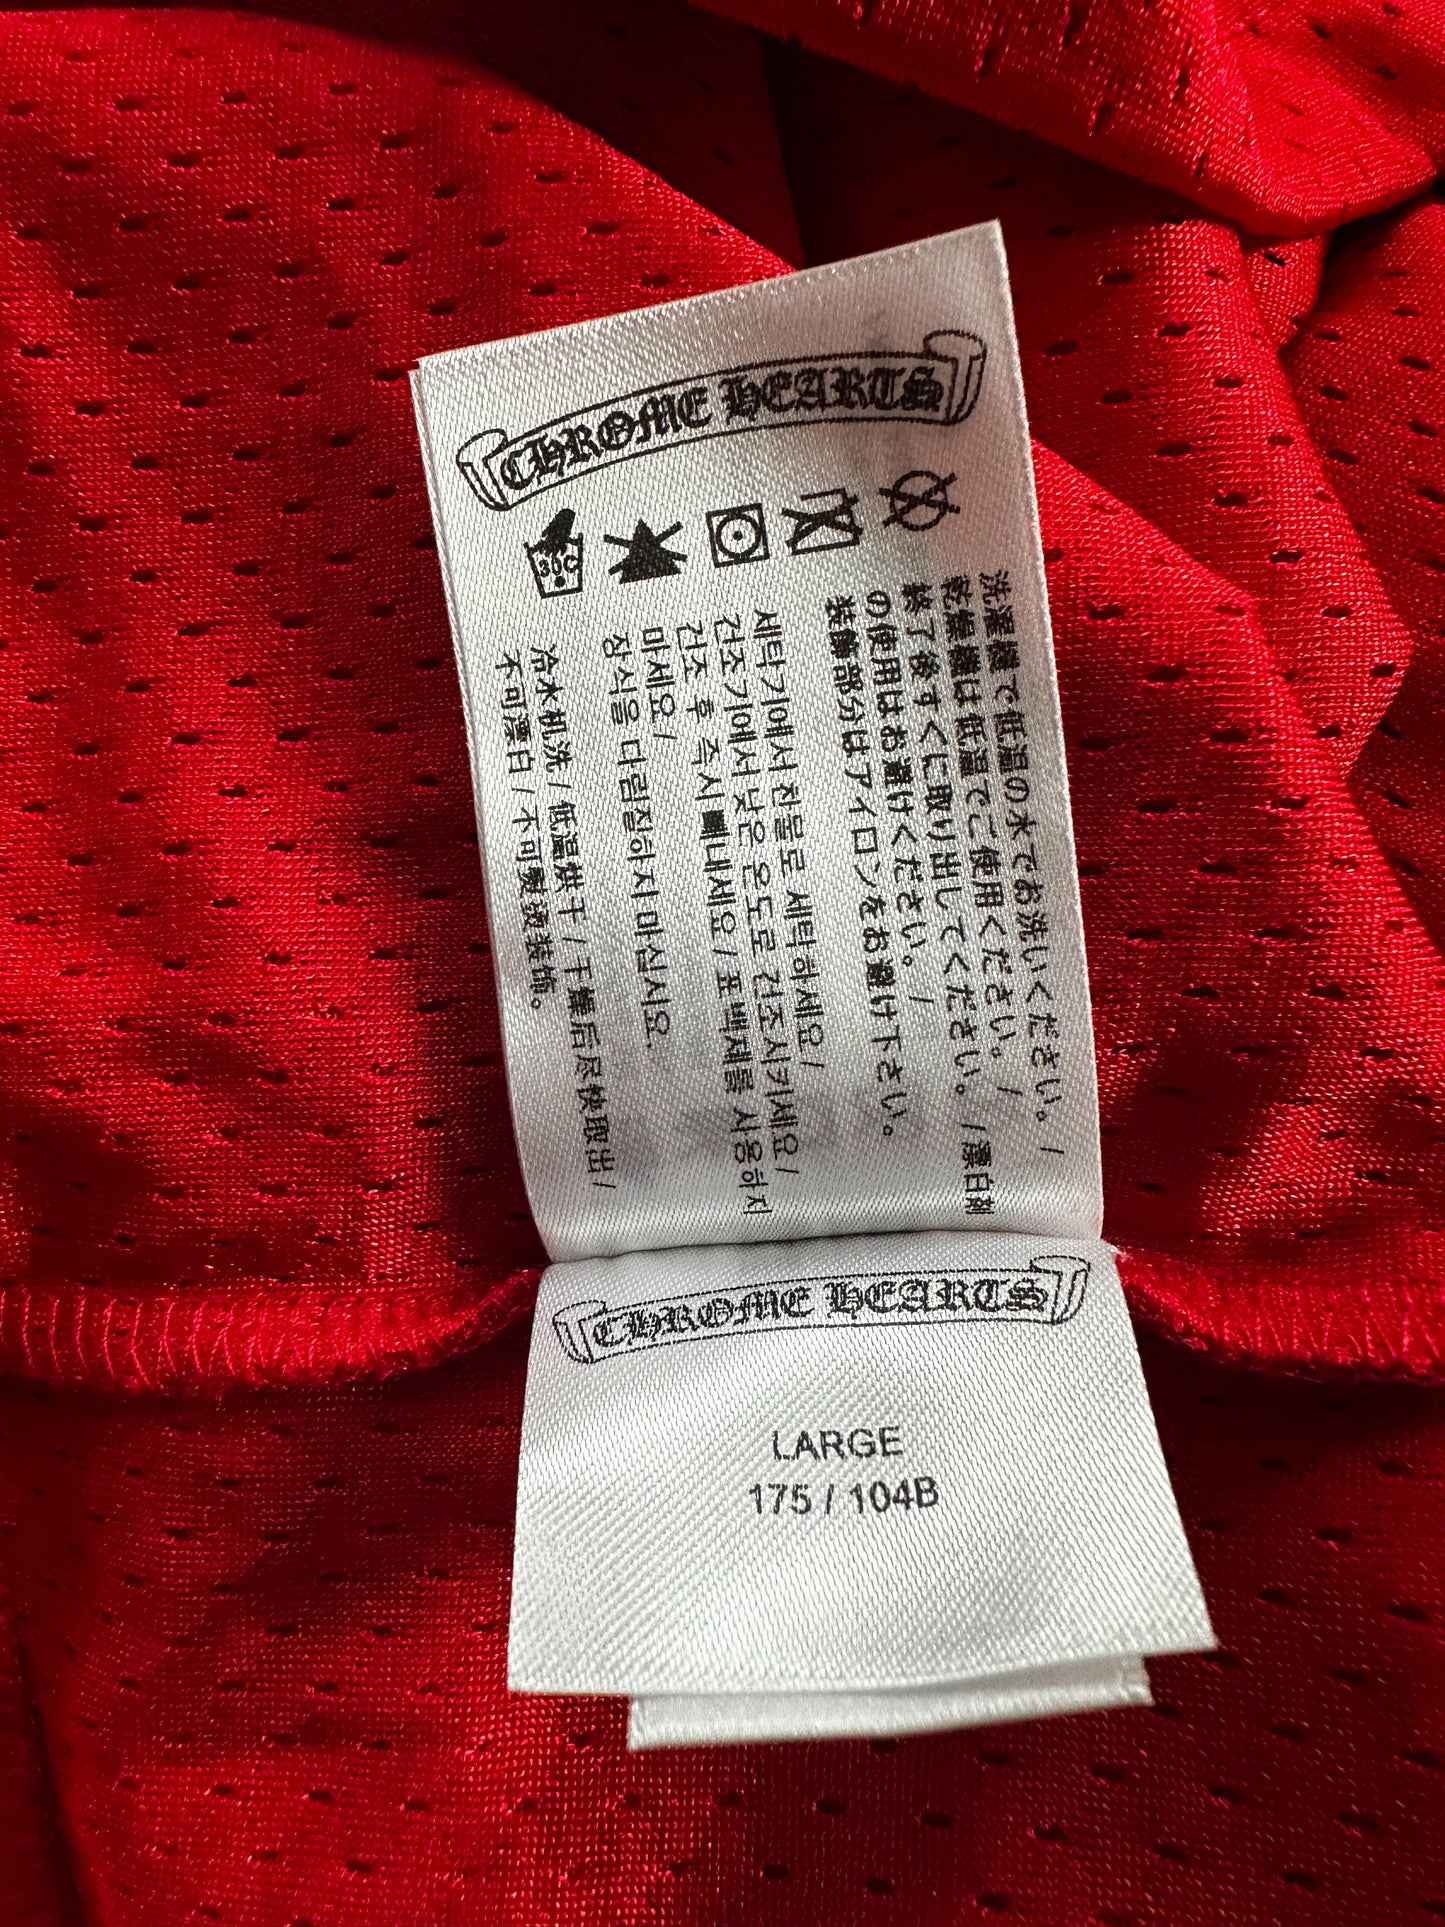 CHROME HEARTS
30C
洗濯機で低温の水でお洗いください。 /
乾燥機は低温でご使用ください。 /
終了後すぐに取り出してください。 / 漂白剤
の使用はお避けください。 /
装飾部分はアイロンをお避け下さい。
세탁기에서 찬물로 세탁하세요 /
건조기에서 낮은 온도로 건조시키세요 /
건조 후 즉시 빼내세요 / 표백제를 사용하지
마세요 /
장식을 다림질하지 마십시오.
冷水机洗 / 低温烘干 / 干燥后尽快取出 /
不可漂白 / 不可熨烫装饰。
CHROME HEARTS
LARGE
175 / 104B